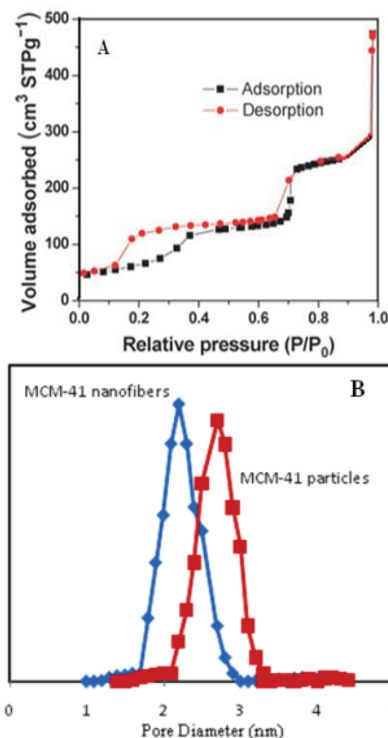 A
Volume adsorbed (cm³ STPg⁻¹)
500
400
300
200
100
0
Adsorption
Desorption
0.0 0.2 0.4 0.6 0.8 1.0
Relative pressure (P/P₀)
B
MCM-41 nanofibers
MCM-41 particles
0 1 2 3 4
Pore Diameter (nm)